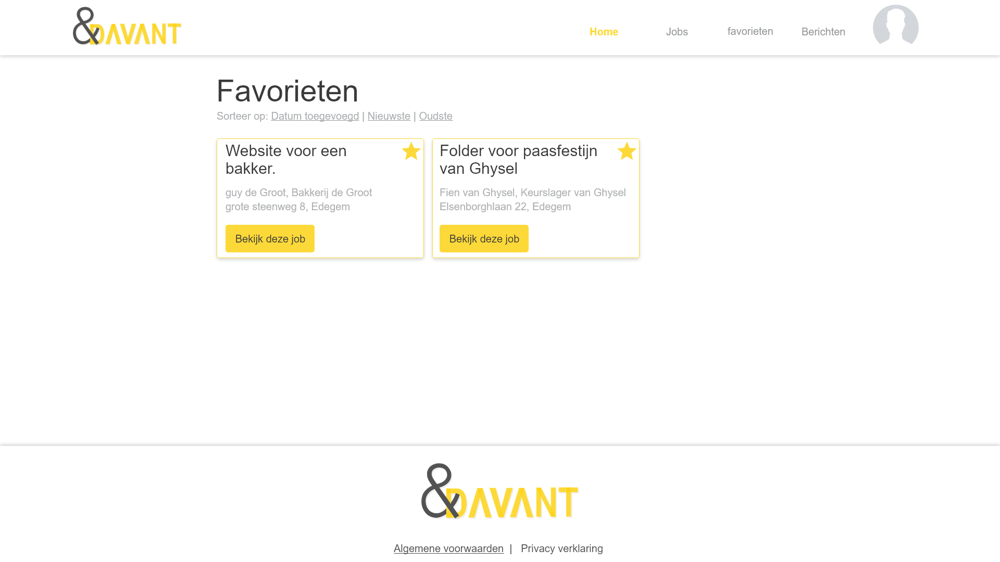 &DAVANT
Home Jobs favorieten Berichten
Favorieten
Sorteer op: Datum toegevoegd | Nieuwste | Oudste
Website voor een
bakker.
guy de Groot, Bakkerij de Groot
grote steenweg 8, Edegem
Bekijk deze job
Folder voor paasfestijn
van Ghysel
Fien van Ghysel, Keurslager van Ghysel
Elsenborghlaan 22, Edegem
Bekijk deze job
&DAVANT
Algemene voorwaarden | Privacy verklaring